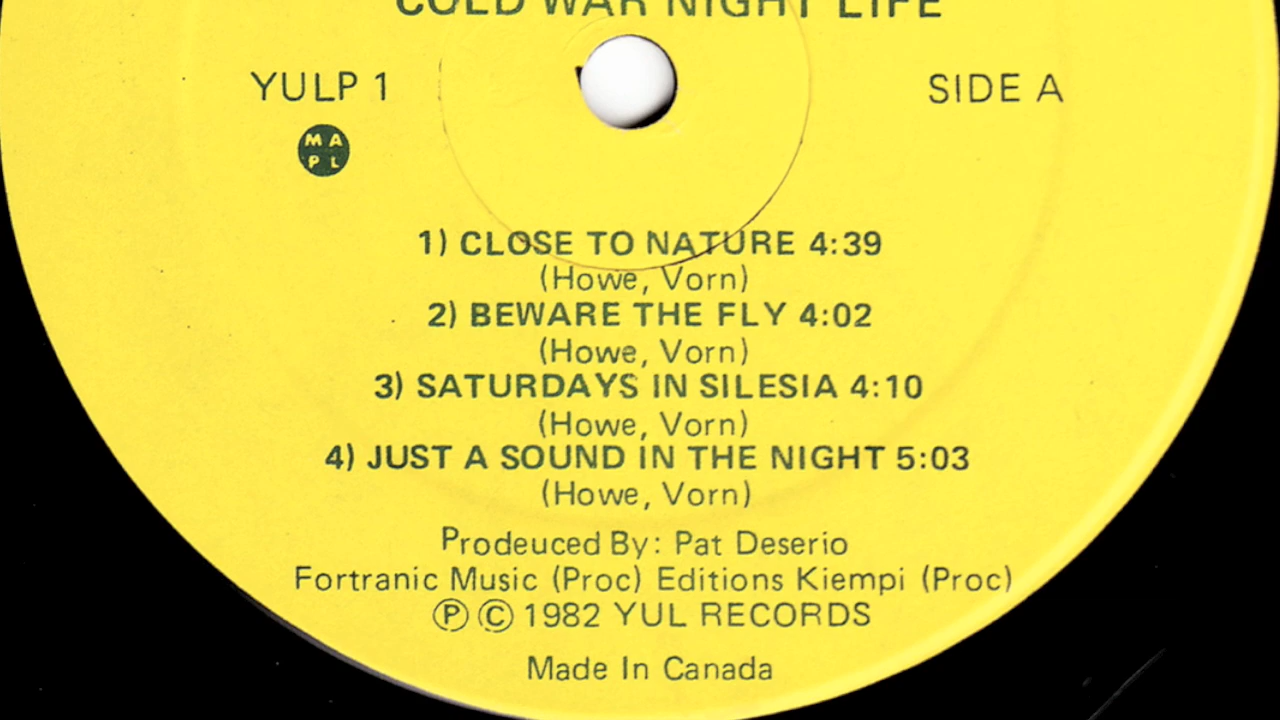 COLD WAR NIGHT LIFE
YULP 1
SIDE A
M A
P L
1) CLOSE TO NATURE 4:39
(Howe, Vorn)
2) BEWARE THE FLY 4:02
(Howe, Vorn)
3) SATURDAYS IN SILESIA 4:10
(Howe, Vorn)
4) JUST A SOUND IN THE NIGHT 5:03
(Howe, Vorn)
Prodeuced By: Pat Deserio
Fortranic Music (Proc) Editions Kiempi (Proc)
Ⓟ © 1982 YUL RECORDS
Made In Canada